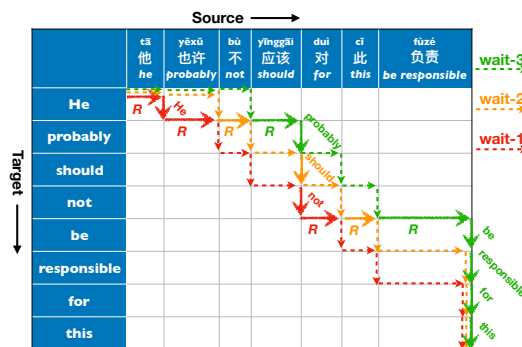 Source
tā yěxǔ bù yīnggāi duì cǐ fùzé
他 也许 不 应该 对 此 负责
he probably not should for this be responsible
wait-3
wait-2
wait-1
Target
He
probably
should
not
be
responsible
for
this
R He
R R R probably
should
not
R R R be
responsible
for
this